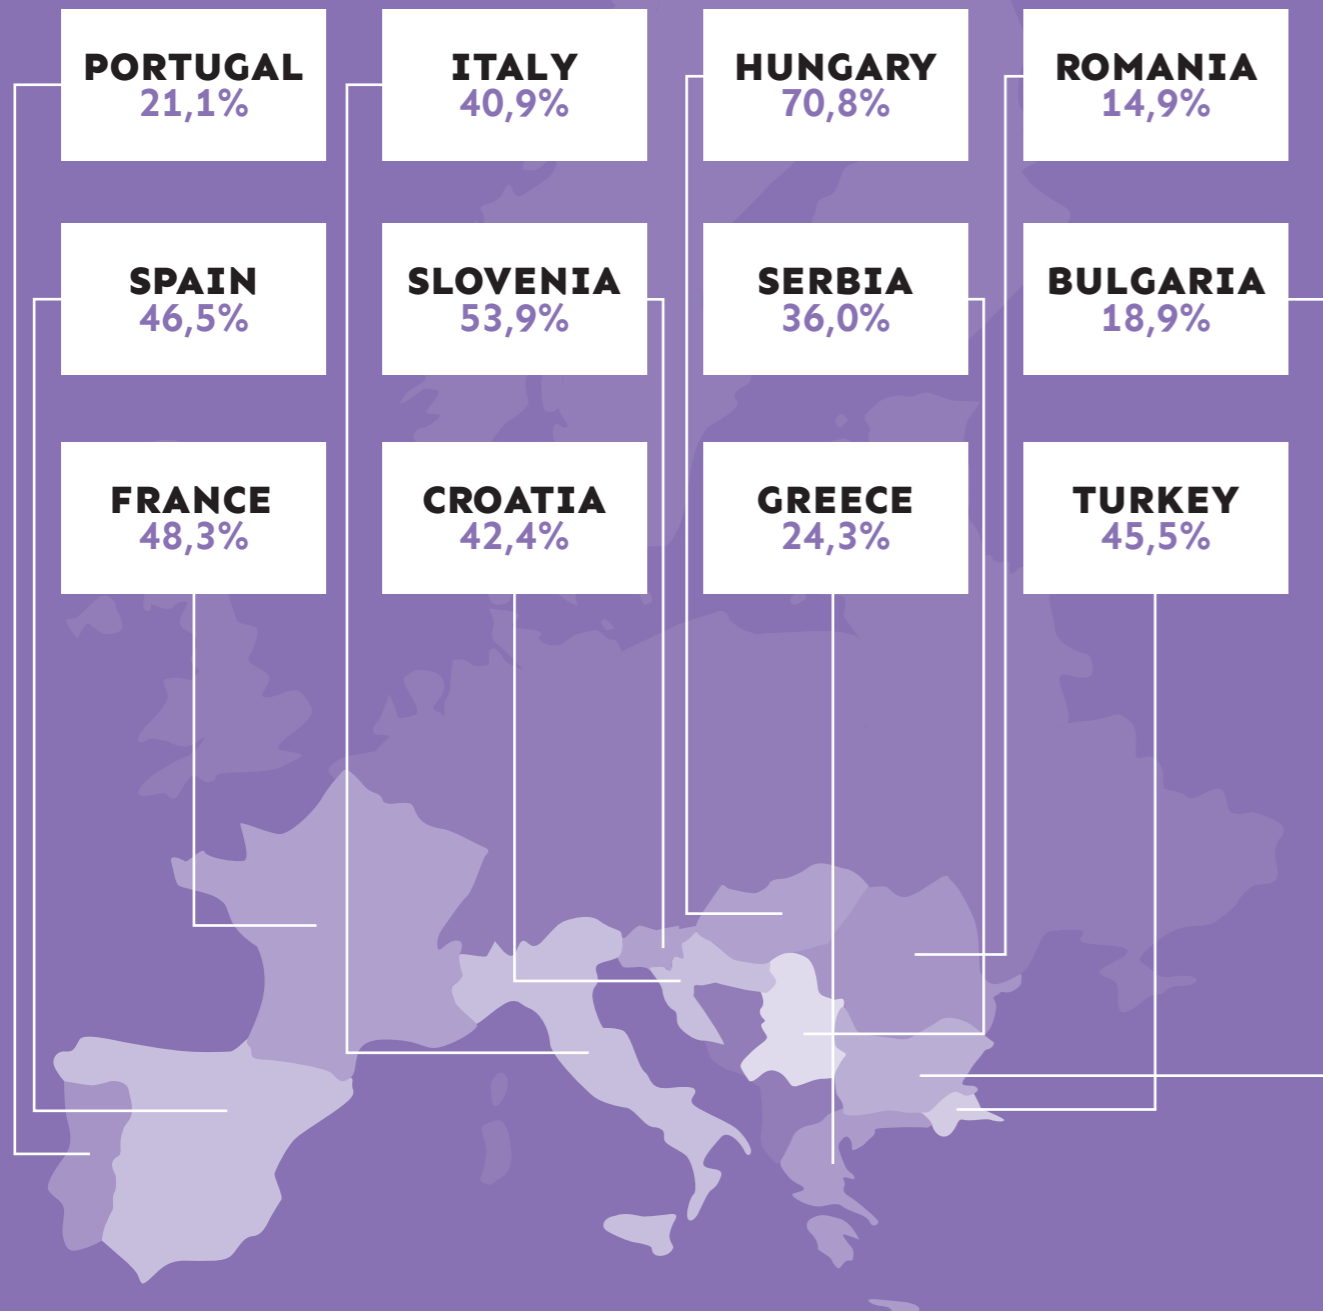 PORTUGAL
21,1%
ITALY
40,9%
HUNGARY
70,8%
ROMANIA
14,9%
SPAIN
46,5%
SLOVENIA
53,9%
SERBIA
36,0%
BULGARIA
18,9%
FRANCE
48,3%
CROATIA
42,4%
GREECE
24,3%
TURKEY
45,5%